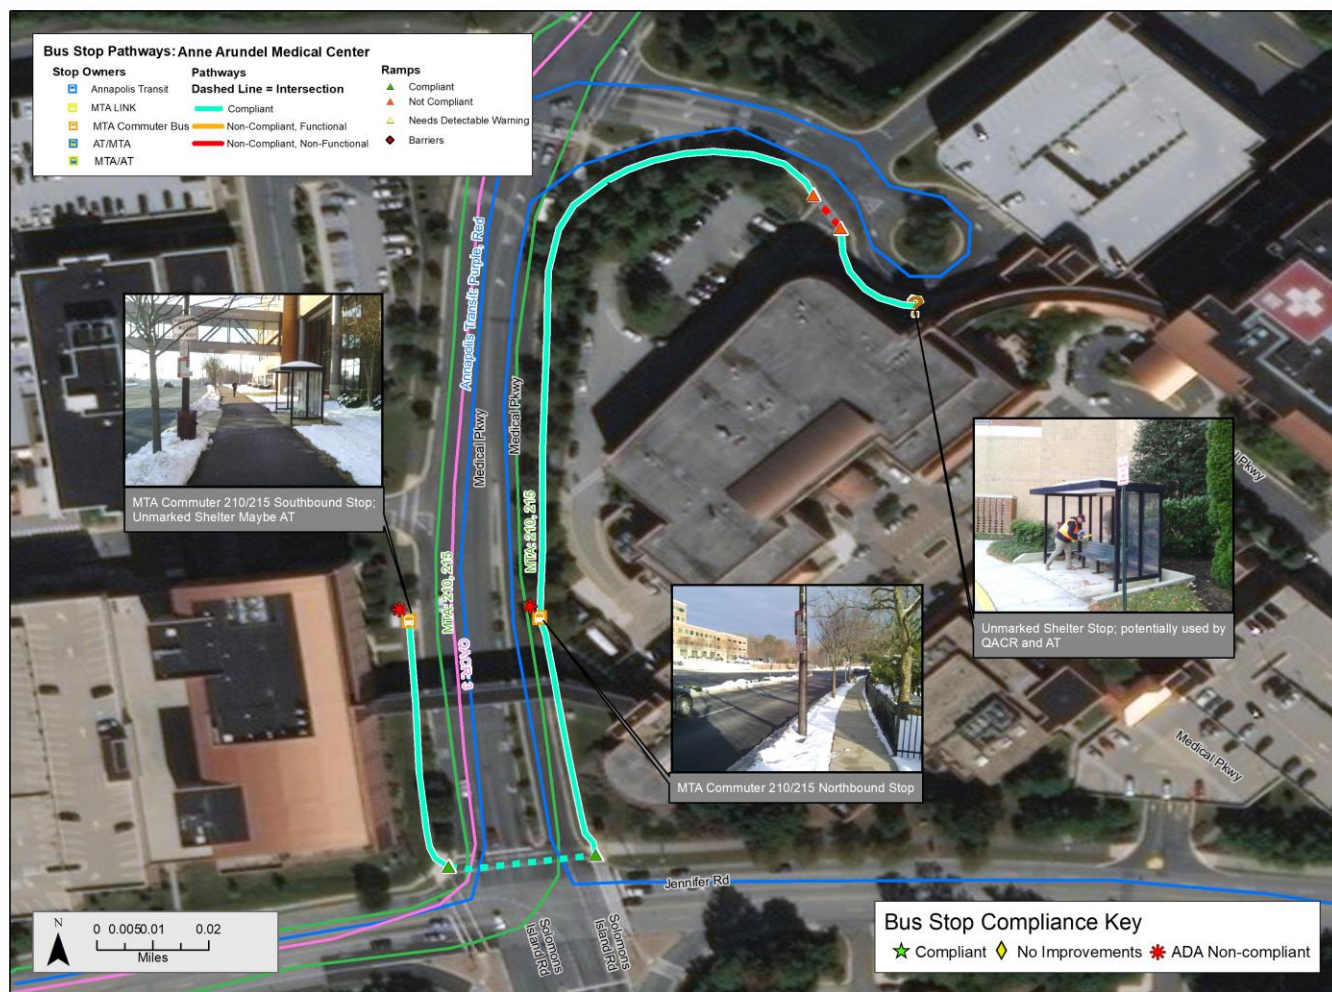 Bus Stop Pathways: Anne Arundel Medical Center
Stop Owners
Annapolis Transit
MTA LINK
MTA Commuter Bus
AT/MTA
MTA/AT
Pathways
Dashed Line = Intersection
Compliant
Non-Compliant, Functional
Non-Compliant, Non-Functional
Ramps
Compliant
Not Compliant
Needs Detectable Warning
Barriers
Annapolis Transit: Purple, Red
Medical Pkwy
Medical Pkwy
MTA: 210, 215
MTA: 210, 215
QACR: 3
MTA Commuter 210/215 Southbound Stop;
Unmarked Shelter Maybe AT
MTA Commuter 210/215 Northbound Stop
Unmarked Shelter Stop; potentially used by
QACR and AT
Medical Pkwy
Jennifer Rd
Solomons
Island Rd
Solomons
Island Rd
N
0 0.005 0.01 0.02
Miles
Bus Stop Compliance Key
Compliant No Improvements ADA Non-compliant